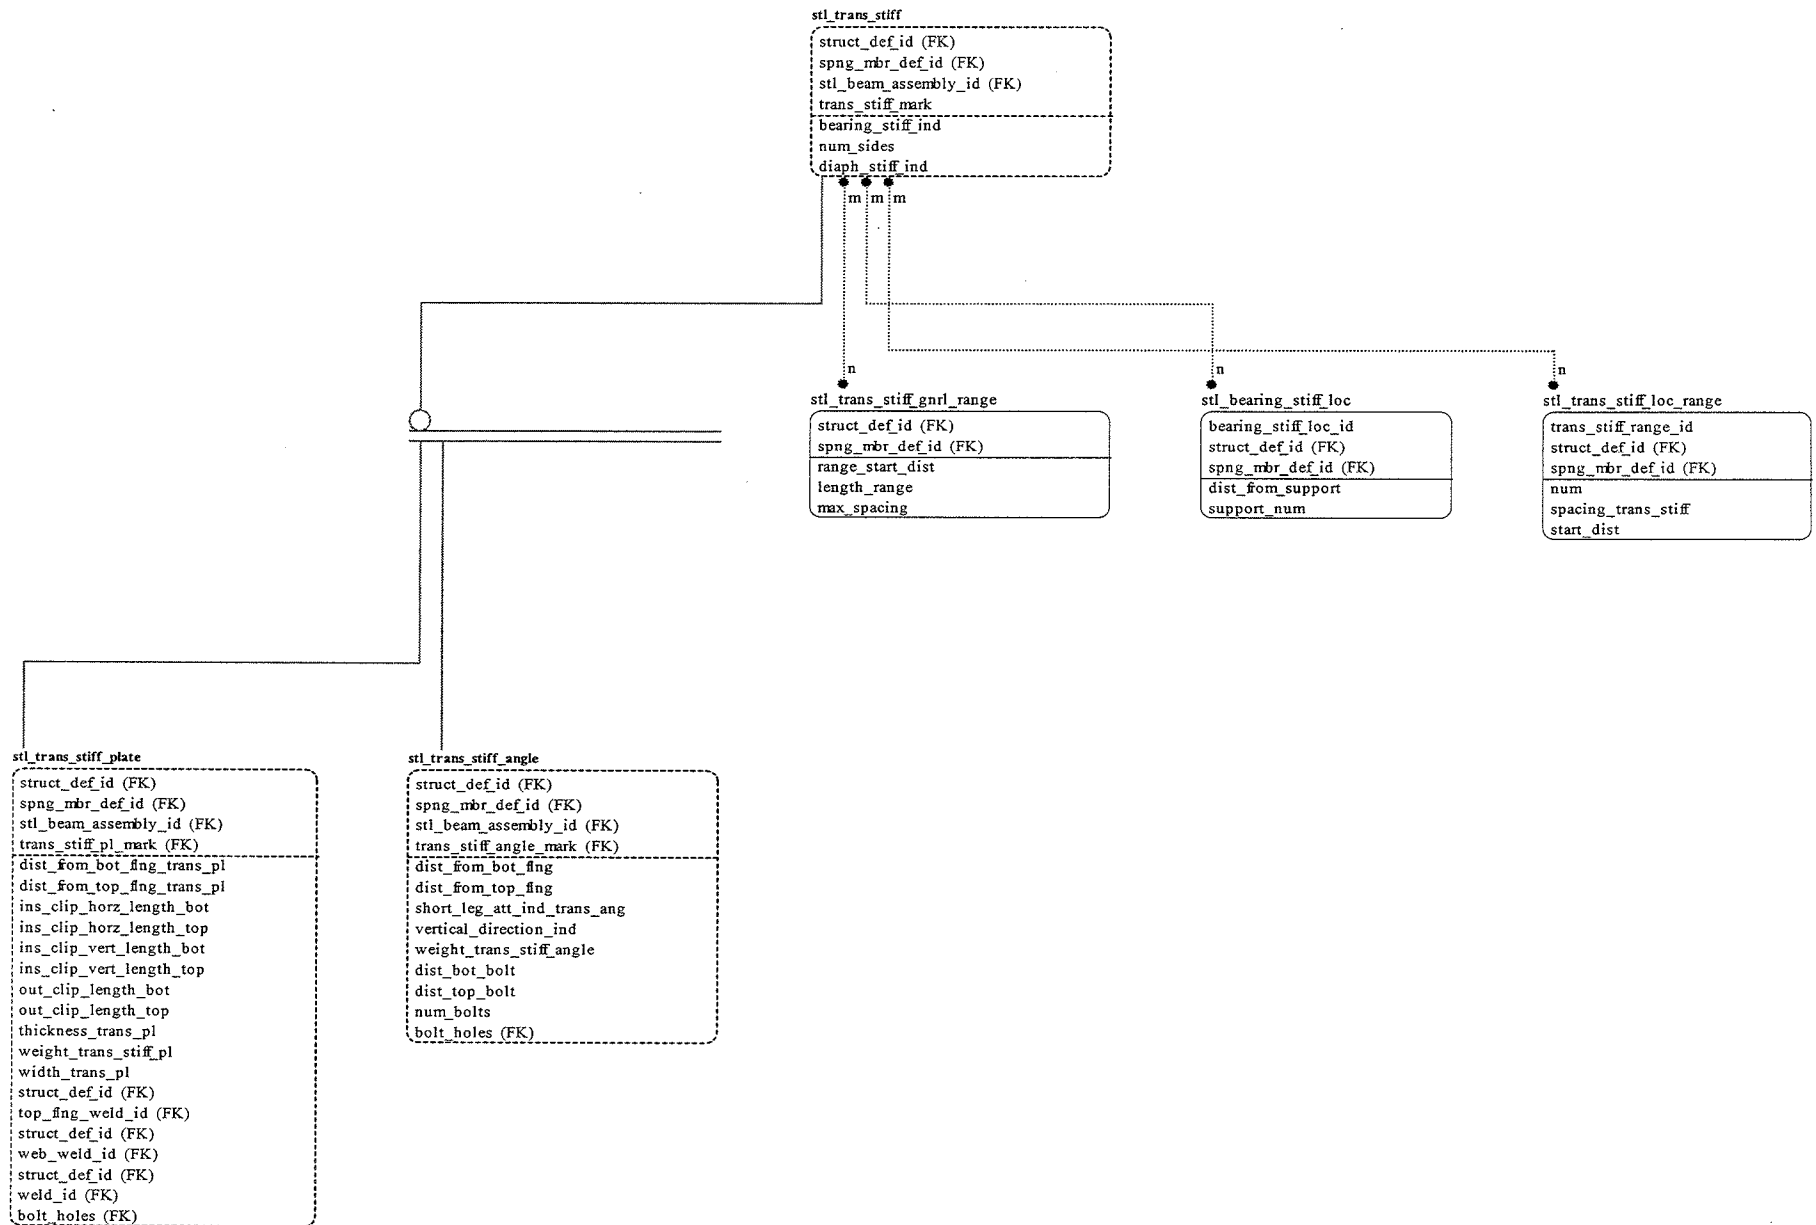 stl_trans_stiff
struct_def_id (FK)
spng_mbr_def_id (FK)
stl_beam_assembly_id (FK)
trans_stiff_mark
bearing_stiff_ind
num_sides
diaph_stiff_ind
m m m
n
n
n
stl_trans_stiff_gnrl_range
struct_def_id (FK)
spng_mbr_def_id (FK)
range_start_dist
length_range
max_spacing
stl_bearing_stiff_loc
bearing_stiff_loc_id
struct_def_id (FK)
spng_mbr_def_id (FK)
dist_from_support
support_num
stl_trans_stiff_loc_range
trans_stiff_range_id
struct_def_id (FK)
spng_mbr_def_id (FK)
num
spacing_trans_stiff
start_dist
stl_trans_stiff_plate
struct_def_id (FK)
spng_mbr_def_id (FK)
stl_beam_assembly_id (FK)
trans_stiff_pl_mark (FK)
dist_from_bot_flng_trans_pl
dist_from_top_flng_trans_pl
ins_clip_horz_length_bot
ins_clip_horz_length_top
ins_clip_vert_length_bot
ins_clip_vert_length_top
out_clip_length_bot
out_clip_length_top
thickness_trans_pl
weight_trans_stiff_pl
width_trans_pl
struct_def_id (FK)
top_flng_weld_id (FK)
struct_def_id (FK)
web_weld_id (FK)
struct_def_id (FK)
weld_id (FK)
bolt_holes (FK)
stl_trans_stiff_angle
struct_def_id (FK)
spng_mbr_def_id (FK)
stl_beam_assembly_id (FK)
trans_stiff_angle_mark (FK)
dist_from_bot_flng
dist_from_top_flng
short_leg_att_ind_trans_ang
vertical_direction_ind
weight_trans_stiff_angle
dist_bot_bolt
dist_top_bolt
num_bolts
bolt_holes (FK)